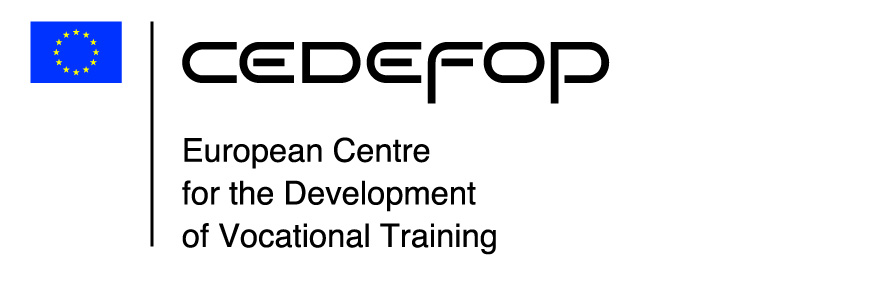 CEDEFOP
European Centre
for the Development
of Vocational Training